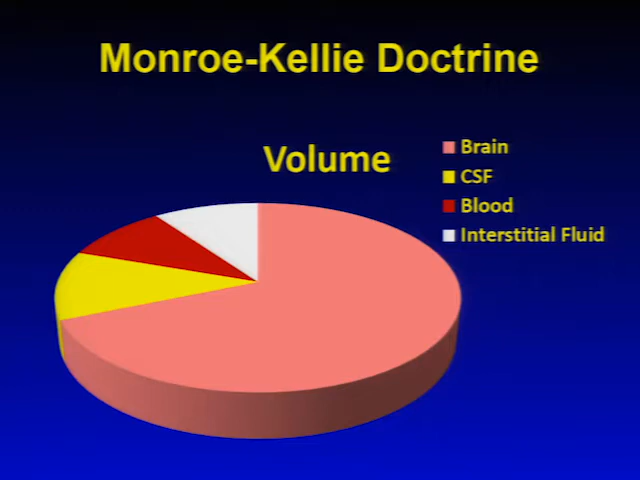 Monroe-Kellie Doctrine
Volume
Brain
CSF
Blood
Interstitial Fluid